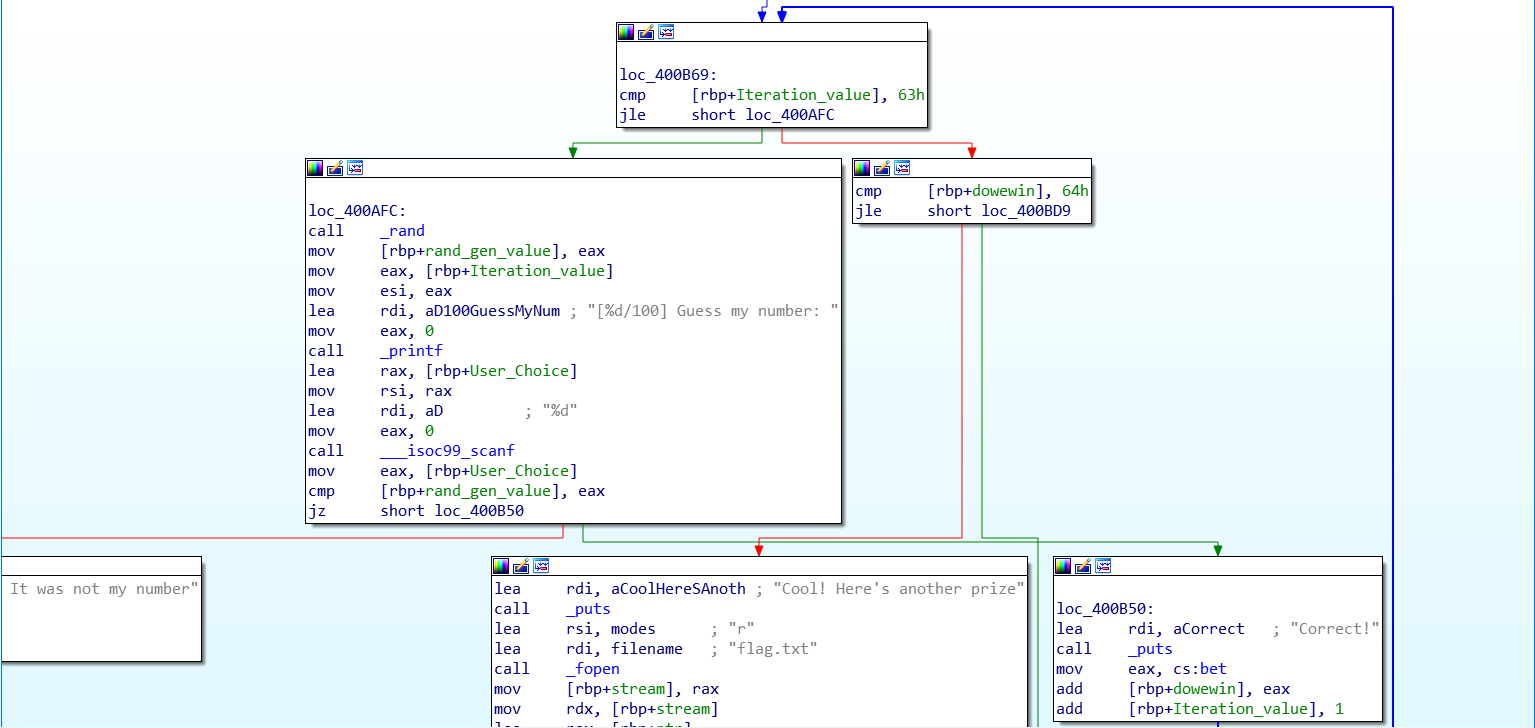 loc_400B69:
cmp [rbp+Iteration_value], 63h
jle short loc_400AFC
loc_400AFC:
call _rand
mov [rbp+rand_gen_value], eax
mov eax, [rbp+Iteration_value]
mov esi, eax
lea rdi, aD100GuessMyNum ; "[%d/100] Guess my number: "
mov eax, 0
call _printf
lea rax, [rbp+User_Choice]
mov rsi, rax
lea rdi, aD ; "%d"
mov eax, 0
call ___isoc99_scanf
mov eax, [rbp+User_Choice]
cmp [rbp+rand_gen_value], eax
jz short loc_400B50
cmp [rbp+dowewin], 64h
jle short loc_400BD9
It was not my number"
lea rdi, aCoolHereSAnoth ; "Cool! Here's another prize"
call _puts
lea rsi, modes ; "r"
lea rdi, filename ; "flag.txt"
call _fopen
mov [rbp+stream], rax
mov rdx, [rbp+stream]
loc_400B50:
lea rdi, aCorrect ; "Correct!"
call _puts
mov eax, cs:bet
add [rbp+dowewin], eax
add [rbp+Iteration_value], 1